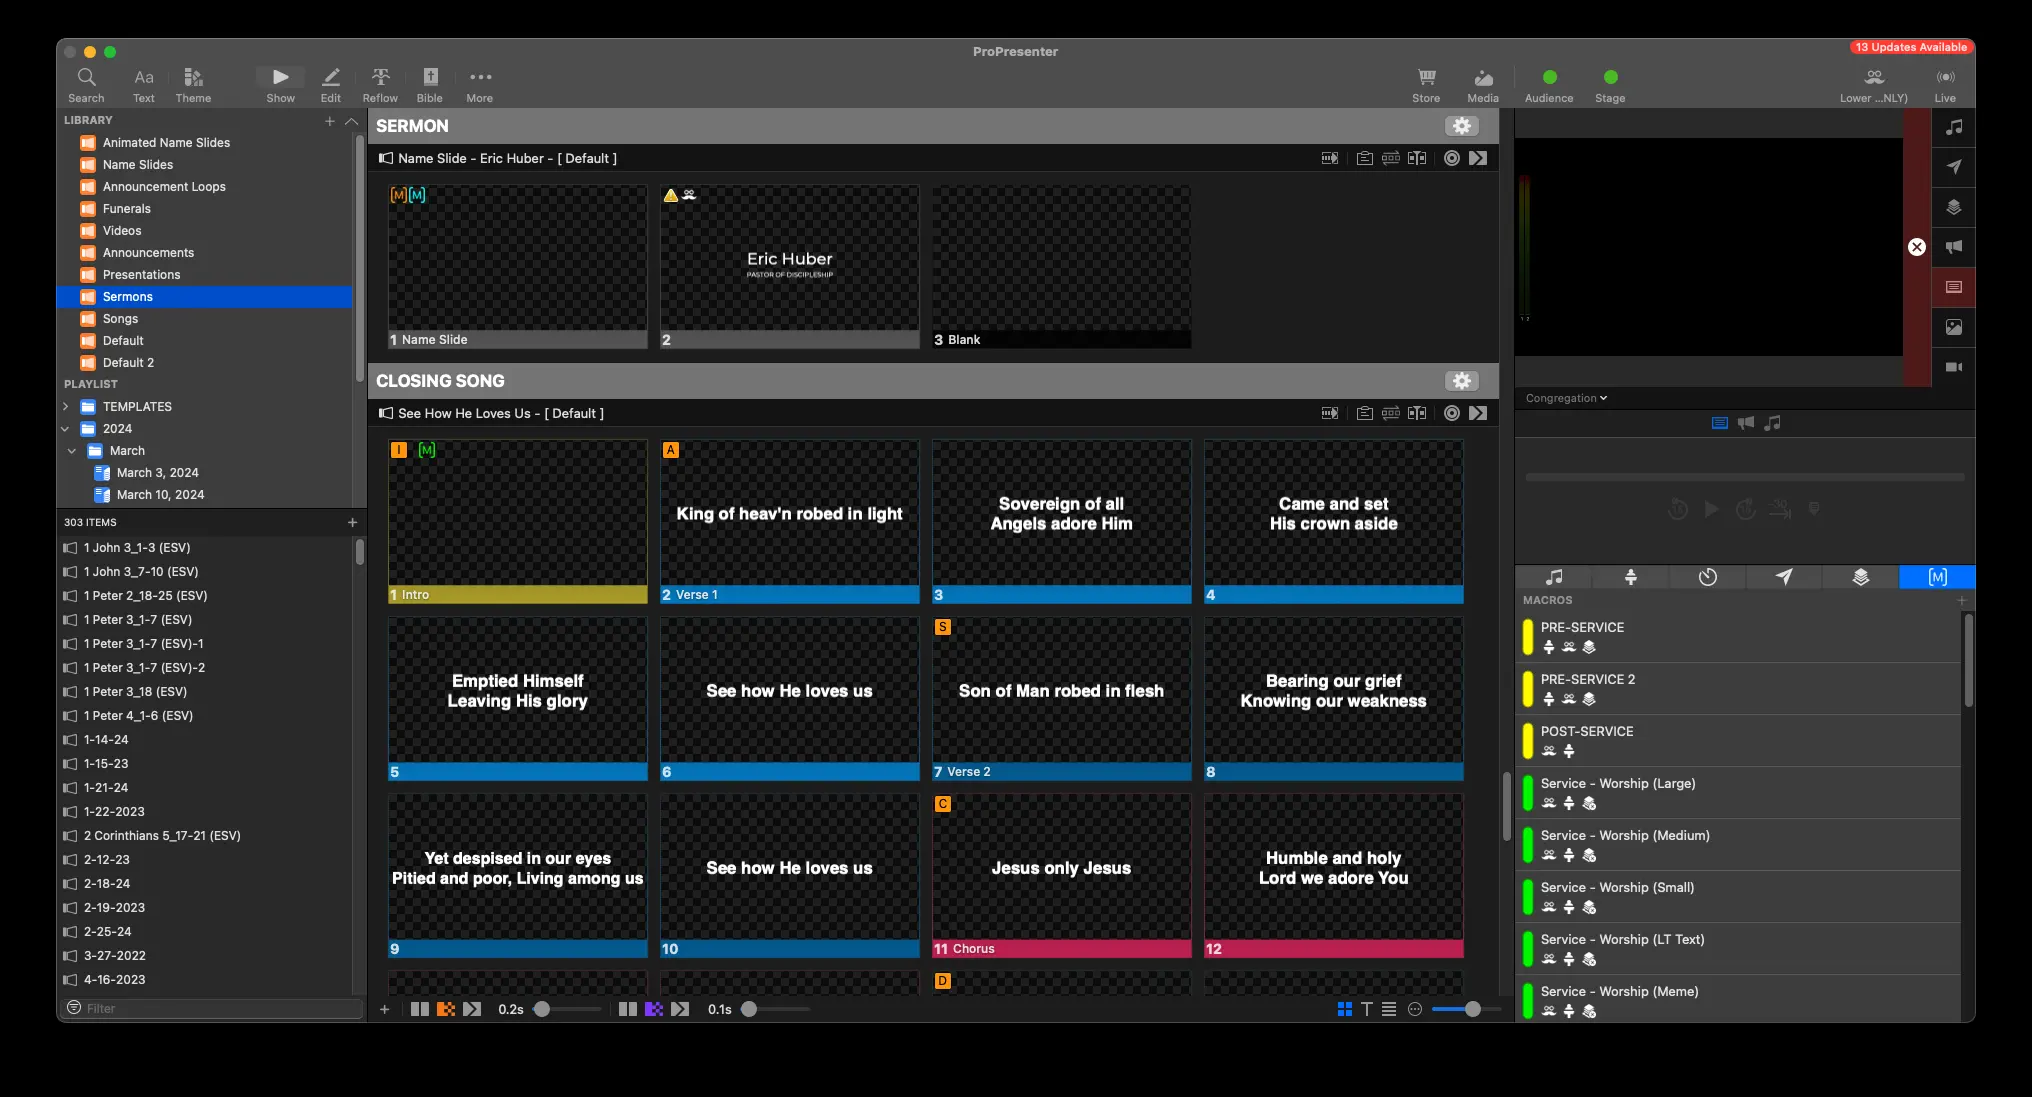 ProPresenter
13 Updates Available
Search
Text
Theme
Show
Edit
Reflow
Bible
More
Store
Media
Audience
Stage
Lower ...NLY)
Live
LIBRARY
Animated Name Slides
Name Slides
Announcement Loops
Funerals
Videos
Announcements
Presentations
Sermons
Songs
Default
Default 2
PLAYLIST
TEMPLATES
2024
March
March 3, 2024
March 10, 2024
303 ITEMS
1 John 3_1-3 (ESV)
1 John 3_7-10 (ESV)
1 Peter 2_18-25 (ESV)
1 Peter 3_1-7 (ESV)
1 Peter 3_1-7 (ESV)-1
1 Peter 3_1-7 (ESV)-2
1 Peter 3_18 (ESV)
1 Peter 4_1-6 (ESV)
1-14-24
1-15-23
1-21-24
1-22-2023
2 Corinthians 5_17-21 (ESV)
2-12-23
2-18-24
2-19-2023
2-25-24
3-27-2022
4-16-2023
Filter
SERMON
Name Slide - Eric Huber - [ Default ]
[M][M]
1 Name Slide
Eric Huber
PASTOR OF DISCIPLESHIP
2
3 Blank
CLOSING SONG
See How He Loves Us - [ Default ]
I [M]
1 Intro
A
King of heav'n robed in light
2 Verse 1
Sovereign of all
Angels adore Him
3
Came and set
His crown aside
4
Emptied Himself
Leaving His glory
5
See how He loves us
6
S
Son of Man robed in flesh
7 Verse 2
Bearing our grief
Knowing our weakness
8
Yet despised in our eyes
Pitied and poor, Living among us
9
See how He loves us
10
C
Jesus only Jesus
11 Chorus
Humble and holy
Lord we adore You
12
D
0.2s
0.1s
1 2
Congregation
[M]
MACROS
PRE-SERVICE
PRE-SERVICE 2
POST-SERVICE
Service - Worship (Large)
Service - Worship (Medium)
Service - Worship (Small)
Service - Worship (LT Text)
Service - Worship (Meme)